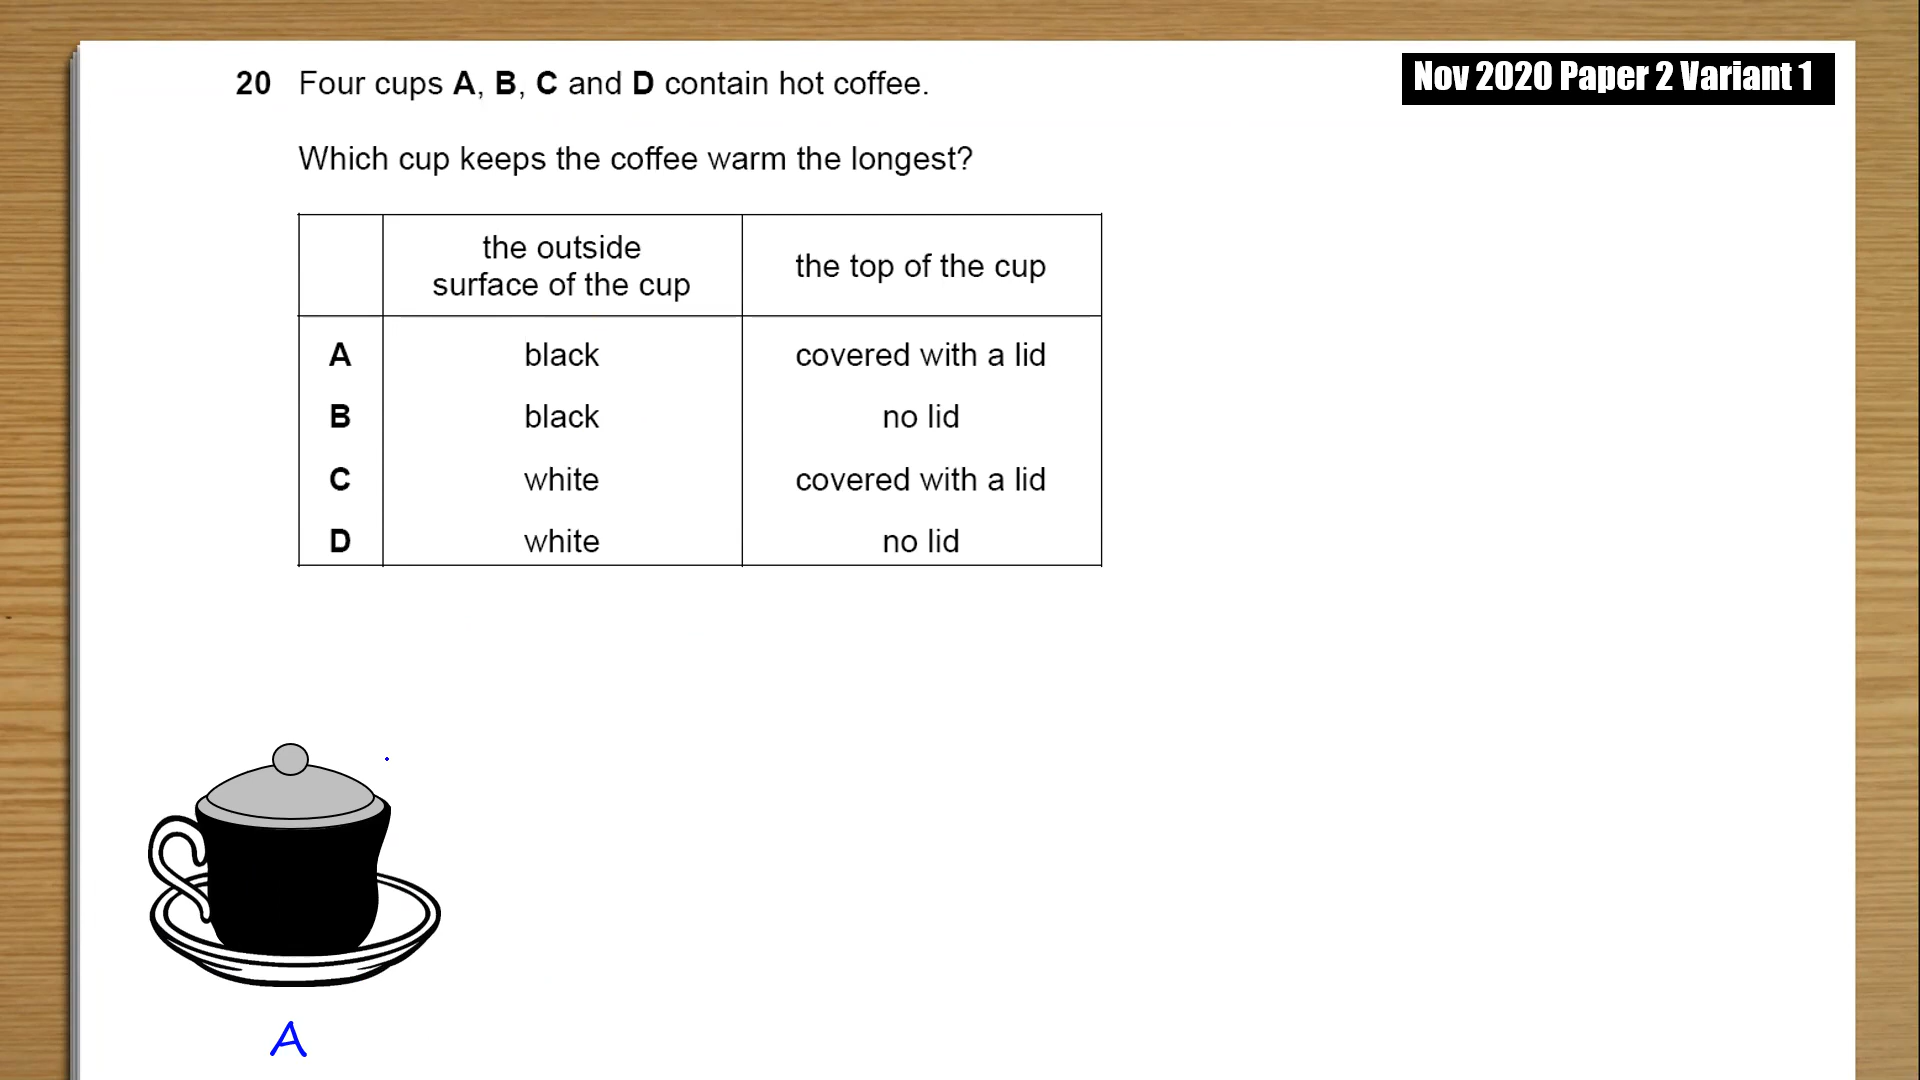 20 Four cups A, B, C and D contain hot coffee.
Nov 2020 Paper 2 Variant 1
Which cup keeps the coffee warm the longest?
the outside surface of the cup the top of the cup
A black covered with a lid
B black no lid
C white covered with a lid
D white no lid
A